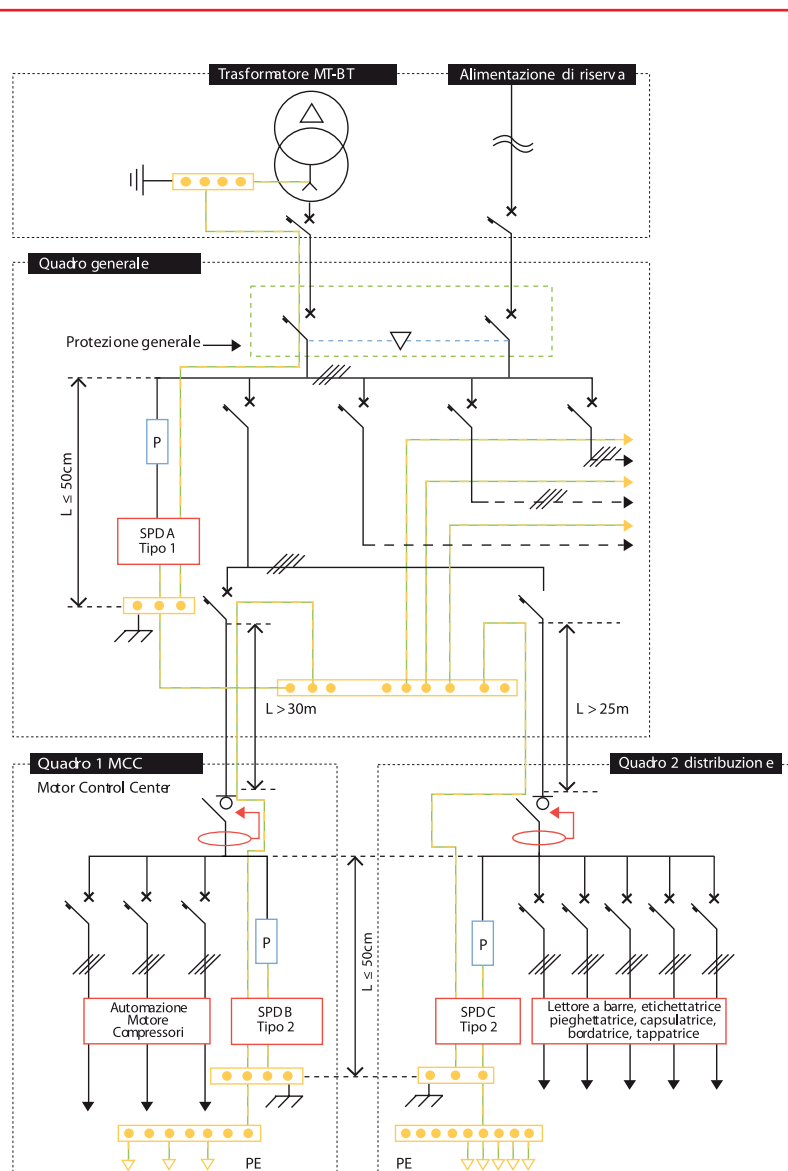 Trasformatore MT-BT
Alimentazione di riserva
Quadro generale
Protezione generale
P
L ≤ 50cm
SPD A
Tipo 1
L > 30m
L > 25m
Quadro 1 MCC
Motor Control Center
Quadro 2 distribuzione
P
L ≤ 50cm
P
Automazione
Motore
Compressori
SPD B
Tipo 2
SPD C
Tipo 2
Lettore a barre, etichettatrice
pieghettatrice, capsulatrice,
bordatrice, tappatrice
PE
PE